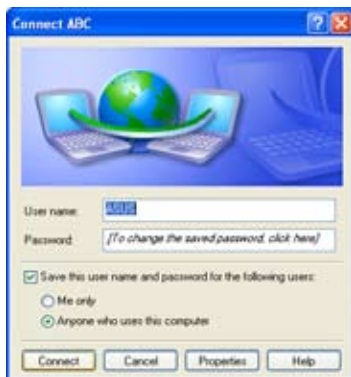 Connect ABC
User name: ASUS
Password: [To change the saved password, click here]
Save this user name and password for the following users:
Me only
Anyone who uses this computer
Connect Cancel Properties Help